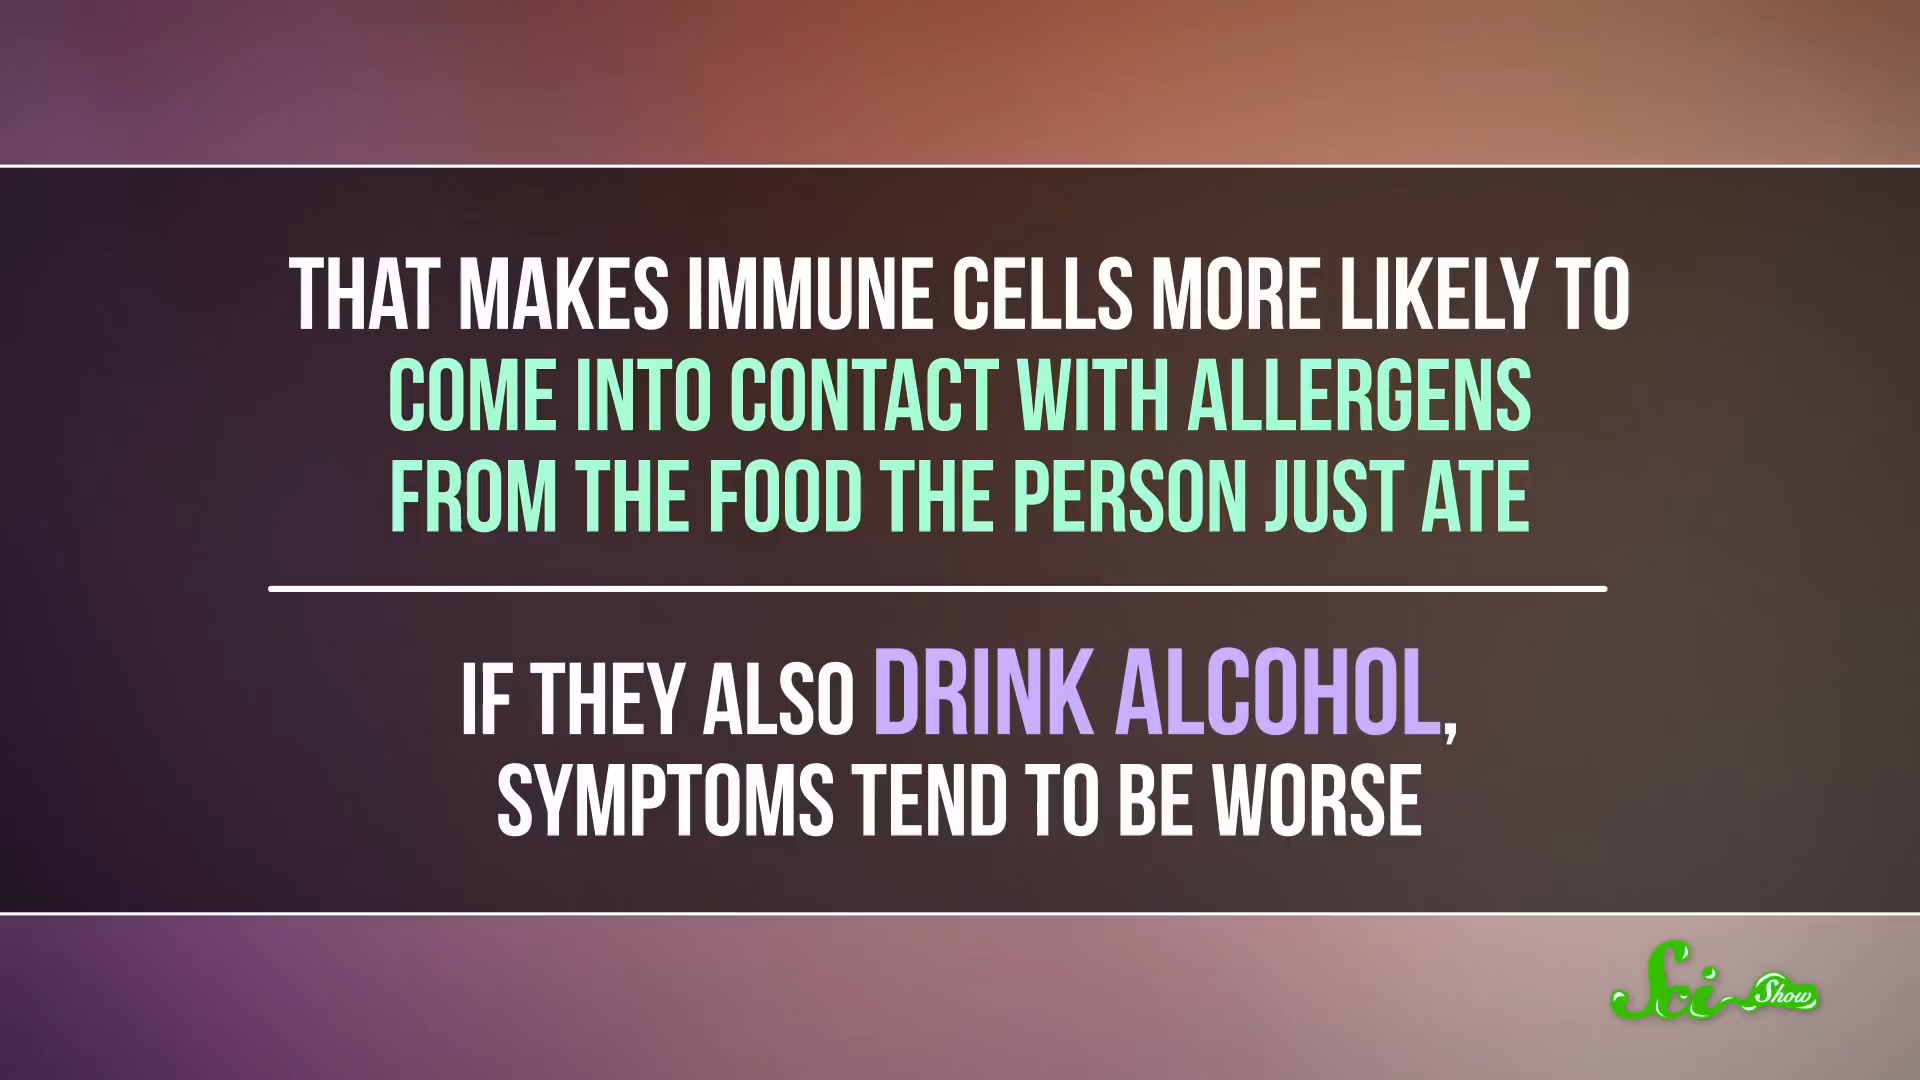 THAT MAKES IMMUNE CELLS MORE LIKELY TO
COME INTO CONTACT WITH ALLERGENS
FROM THE FOOD THE PERSON JUST ATE
IF THEY ALSO DRINK ALCOHOL,
SYMPTOMS TEND TO BE WORSE
Sci Show